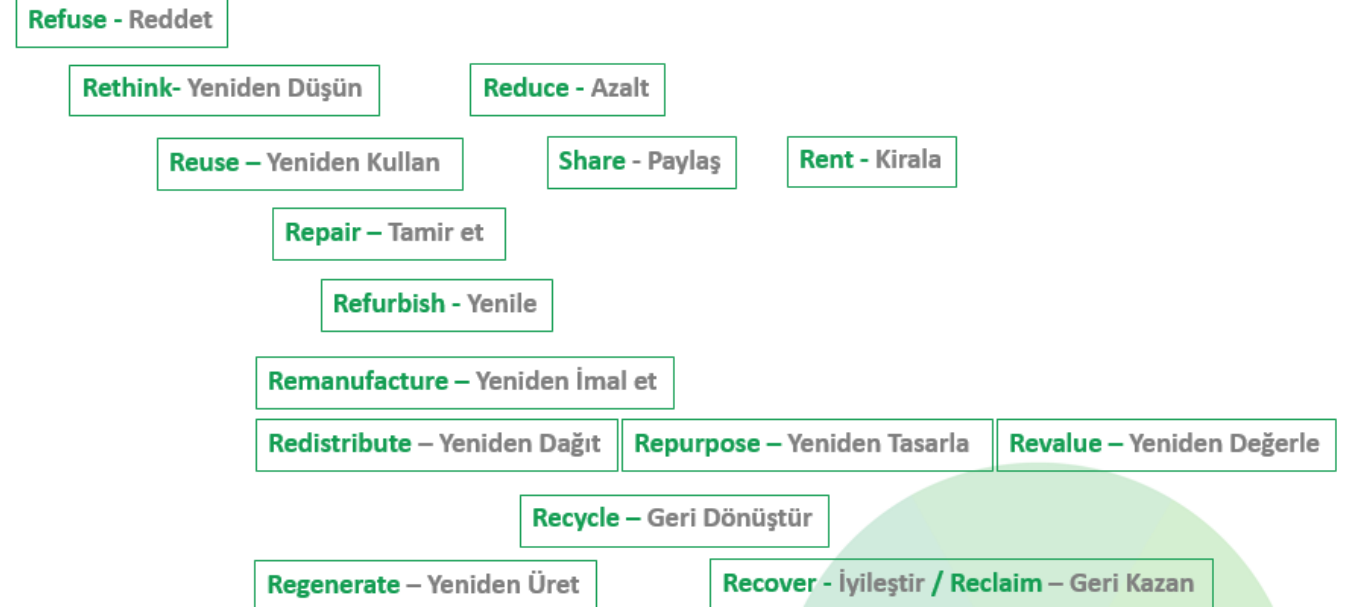 Refuse - Reddet
Rethink- Yeniden Düşün
Reduce - Azalt
Reuse – Yeniden Kullan
Share - Paylaş
Rent - Kirala
Repair – Tamir et
Refurbish - Yenile
Remanufacture – Yeniden İmal et
Redistribute – Yeniden Dağıt
Repurpose – Yeniden Tasarla
Revalue – Yeniden Değerle
Recycle – Geri Dönüştür
Regenerate – Yeniden Üret
Recover - İyileştir / Reclaim – Geri Kazan